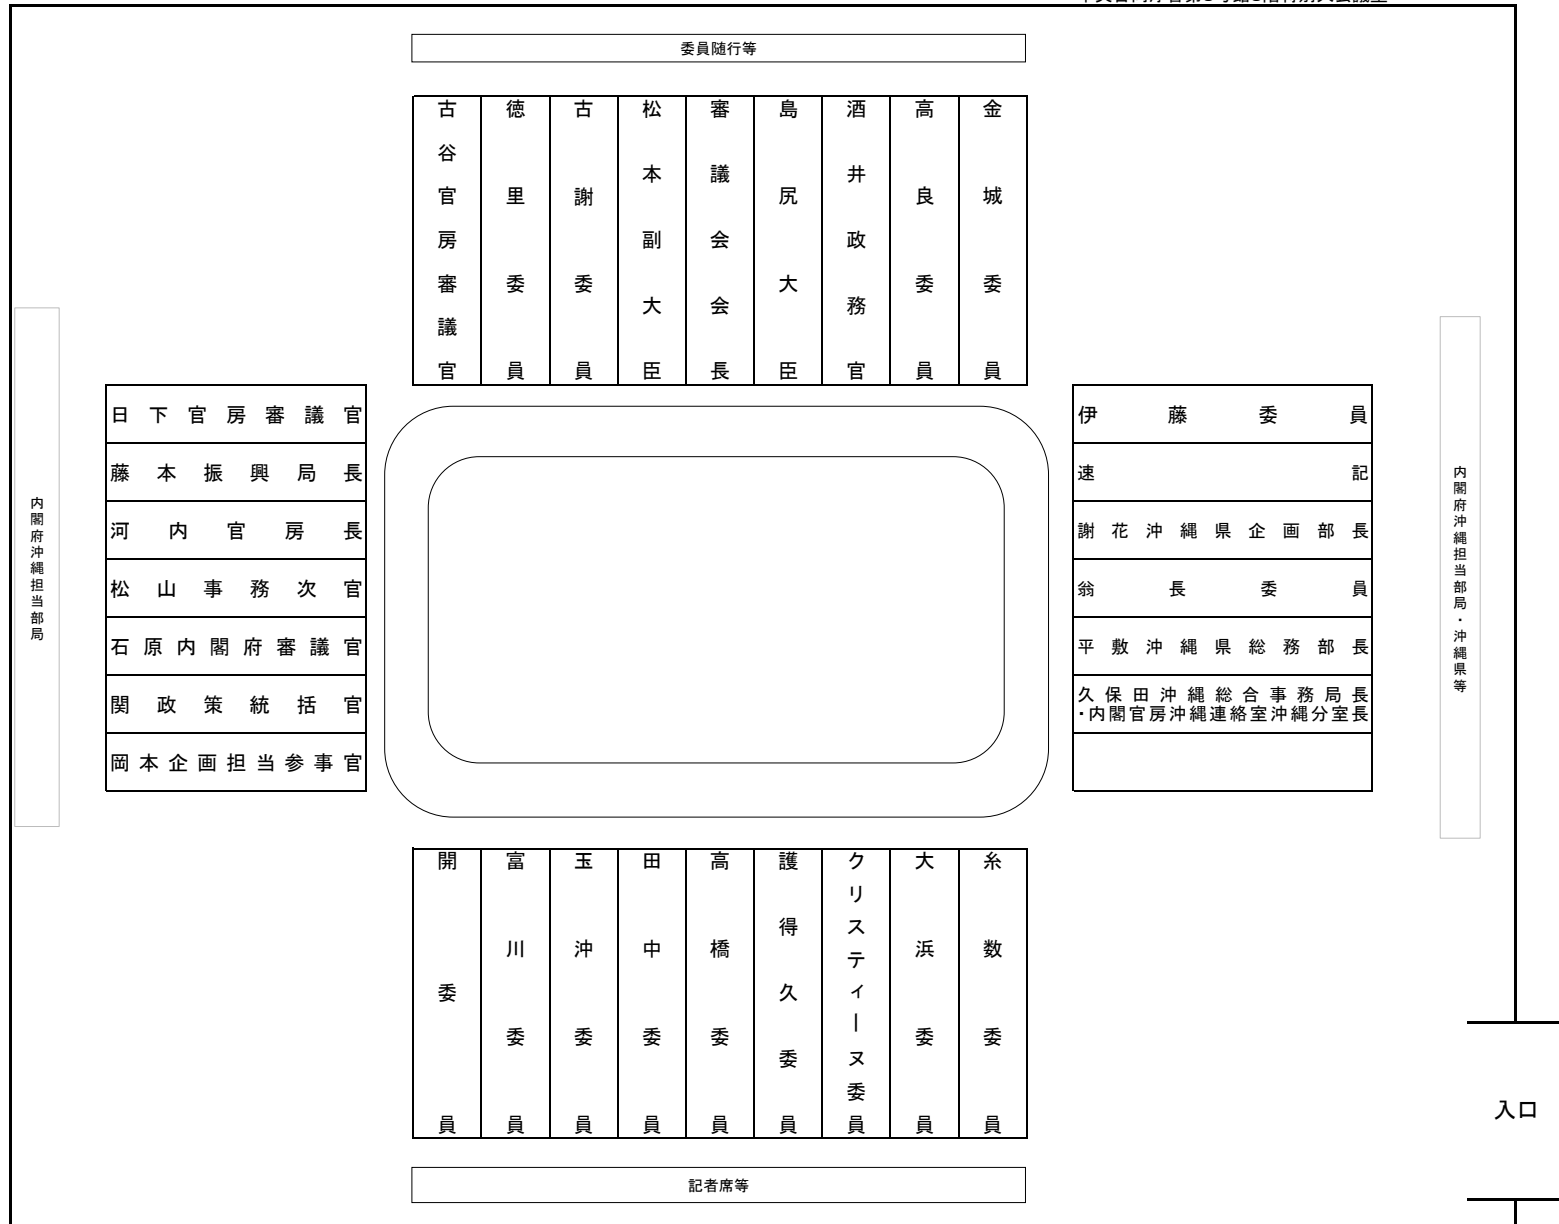 委員随行等
古谷官房審議官
徳里委員
古謝委員
松本副大臣
審議会会長
島尻大臣
酒井政務官
高良委員
金城委員
内閣府沖縄担当部局
日下官房審議官
藤本振興局長
河内官房長
松山事務次官
石原内閣府審議官
関政策統括官
岡本企画担当参事官
伊藤委員
速記
謝花沖縄県企画部長
翁長委員
平敷沖縄県総務部長
久保田沖縄総合事務局長
・内閣官房沖縄連絡室沖縄分室長
内閣府沖縄担当部局・沖縄県等
開委員
富川委員
玉沖委員
田中委員
高橋委員
護得久委員
クリスティーヌ委員
大浜委員
糸数委員
入口
記者席等